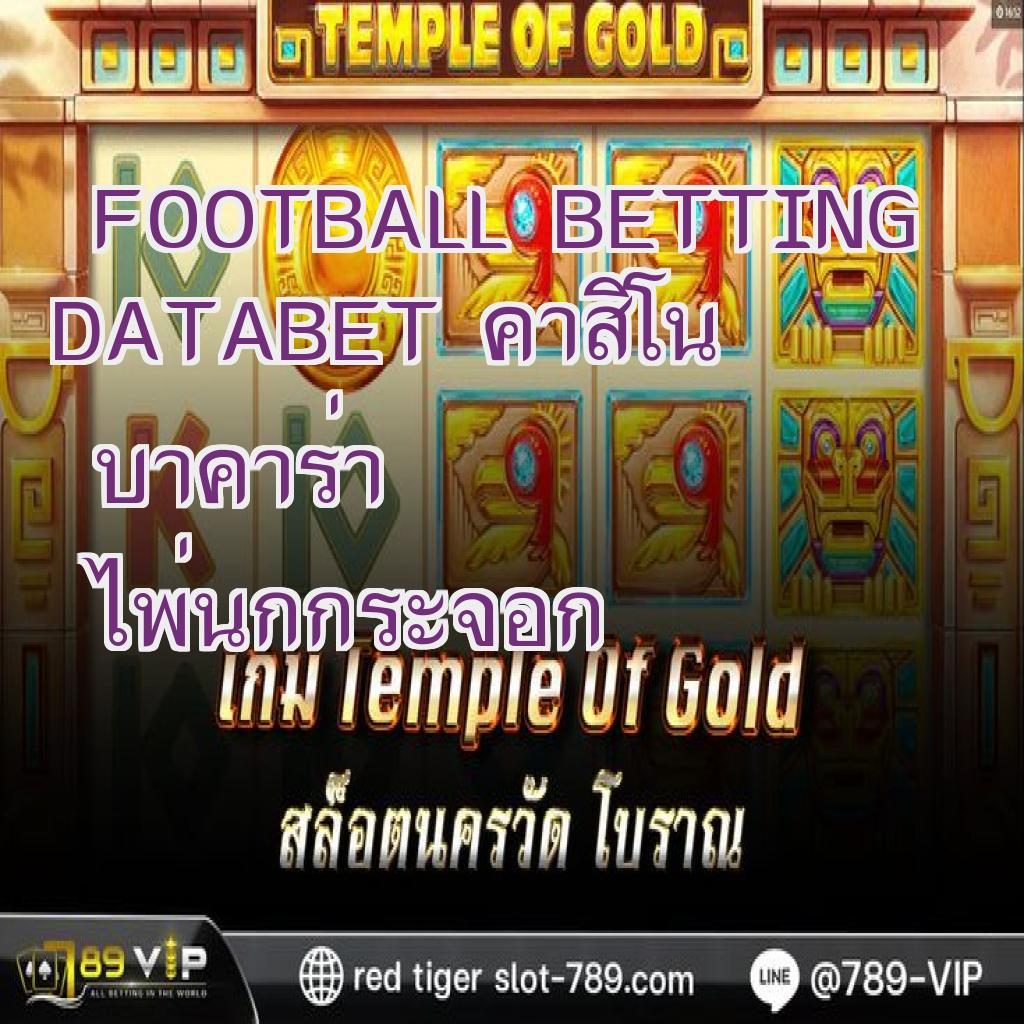 TEMPLE OF GOLD
FOOTBALL BETTING
DATABET คาสิโน
บาคาร่า
ไพ่นกกระจอก
เกม Temple Of Gold
สล็อตนครวัด โบราณ
789 VIP
ALL BETTING IN THE WORLD
red tiger slot-789.com
LINE @789-VIP